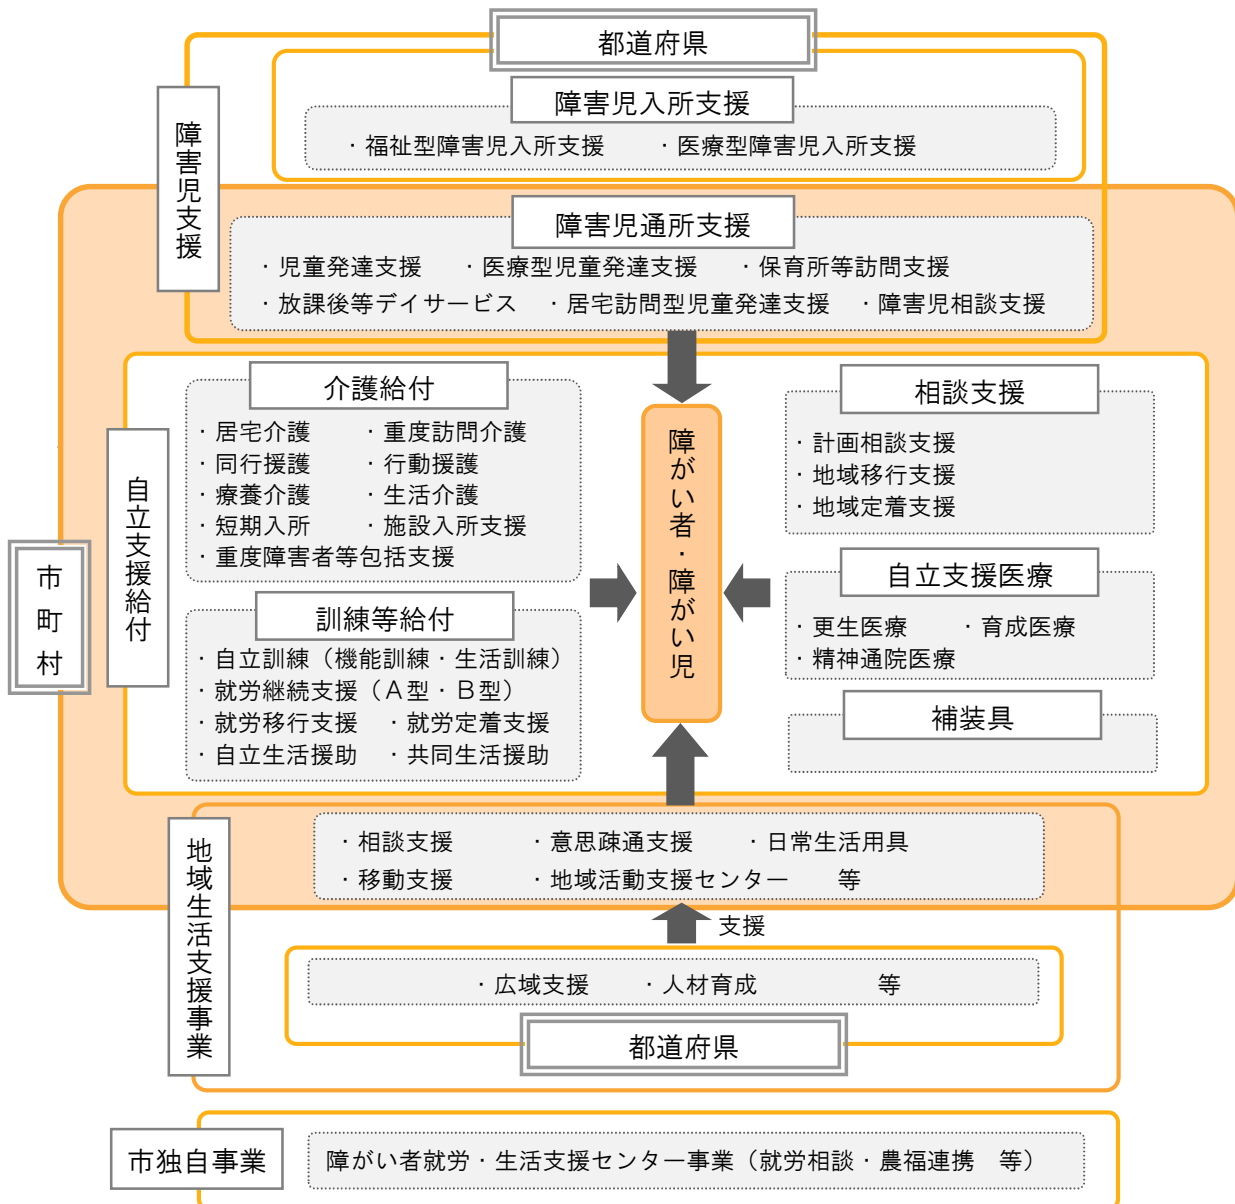 都道府県
障害児入所支援
・福祉型障害児入所支援　・医療型障害児入所支援
障害児支援
障害児通所支援
・児童発達支援　・医療型児童発達支援　・保育所等訪問支援
・放課後等デイサービス　・居宅訪問型児童発達支援　・障害児相談支援
市町村
自立支援給付
介護給付
・居宅介護　・重度訪問介護
・同行援護　・行動援護
・療養介護　・生活介護
・短期入所　・施設入所支援
・重度障害者等包括支援
訓練等給付
・自立訓練（機能訓練・生活訓練）
・就労継続支援（Ａ型・Ｂ型）
・就労移行支援　・就労定着支援
・自立生活援助　・共同生活援助
障がい者・障がい児
相談支援
・計画相談支援
・地域移行支援
・地域定着支援
自立支援医療
・更生医療　・育成医療
・精神通院医療
補装具
地域生活支援事業
・相談支援　・意思疎通支援　・日常生活用具
・移動支援　・地域活動支援センター　等
支援
・広域支援　・人材育成　等
都道府県
市独自事業
障がい者就労・生活支援センター事業（就労相談・農福連携　等）